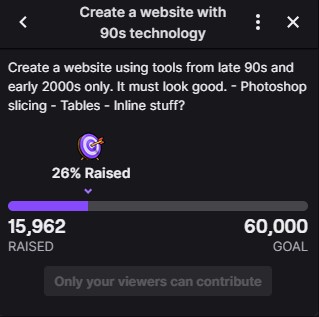 Create a website with
90s technology
Create a website using tools from late 90s and
early 2000s only. It must look good. - Photoshop
slicing - Tables - Inline stuff?
26% Raised
15,962
60,000
RAISED
GOAL
Only your viewers can contribute